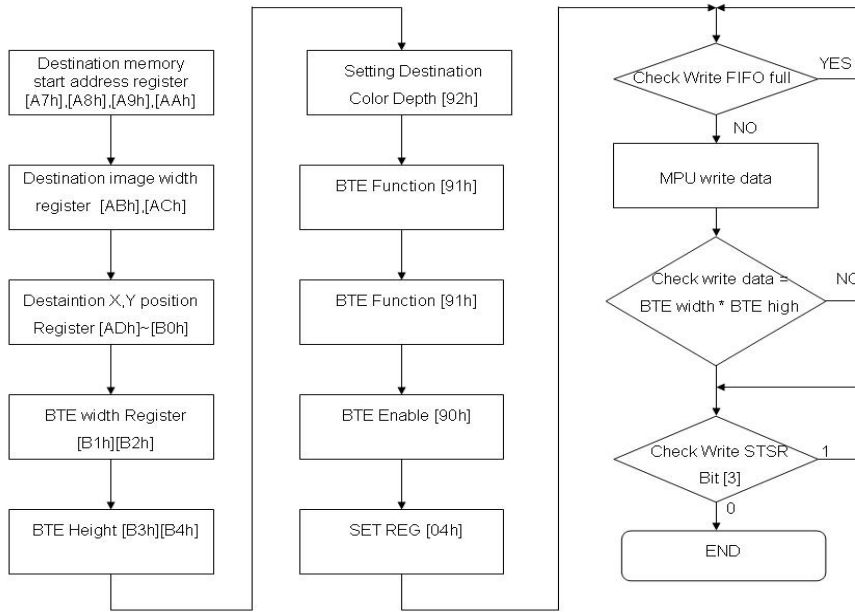 Destination memory
start address register
[A7h],[A8h],[A9h],[AAh]
Destination image width
register [ABh],[ACh]
Destaintion X,Y position
Register [ADh]~[B0h]
BTE width Register
[B1h][B2h]
BTE Height [B3h][B4h]
Setting Destination
Color Depth [92h]
BTE Function [91h]
BTE Function [91h]
BTE Enable [90h]
SET REG [04h]
Check Write FIFO full
YES
NO
MPU write data
Check write data =
BTE width * BTE high
NO
Check Write STSR
Bit [3]
1
0
END